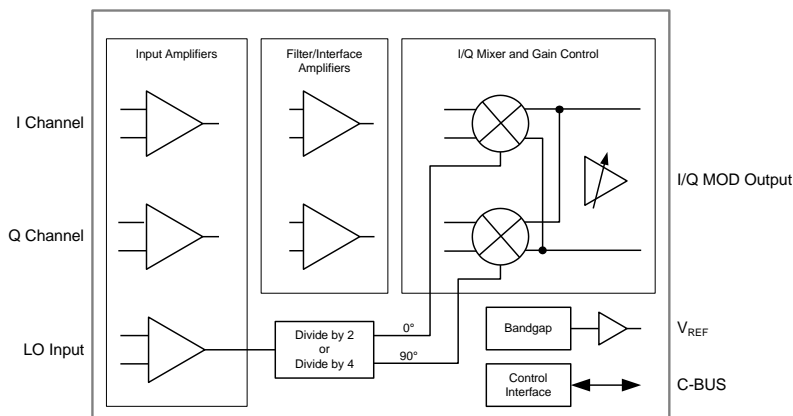 Input Amplifiers
Filter/Interface
Amplifiers
I/Q Mixer and Gain Control
I Channel
I/Q MOD Output
Q Channel
LO Input
Divide by 2
or
Divide by 4
0°
90°
Bandgap
VREF
Control
Interface
C-BUS